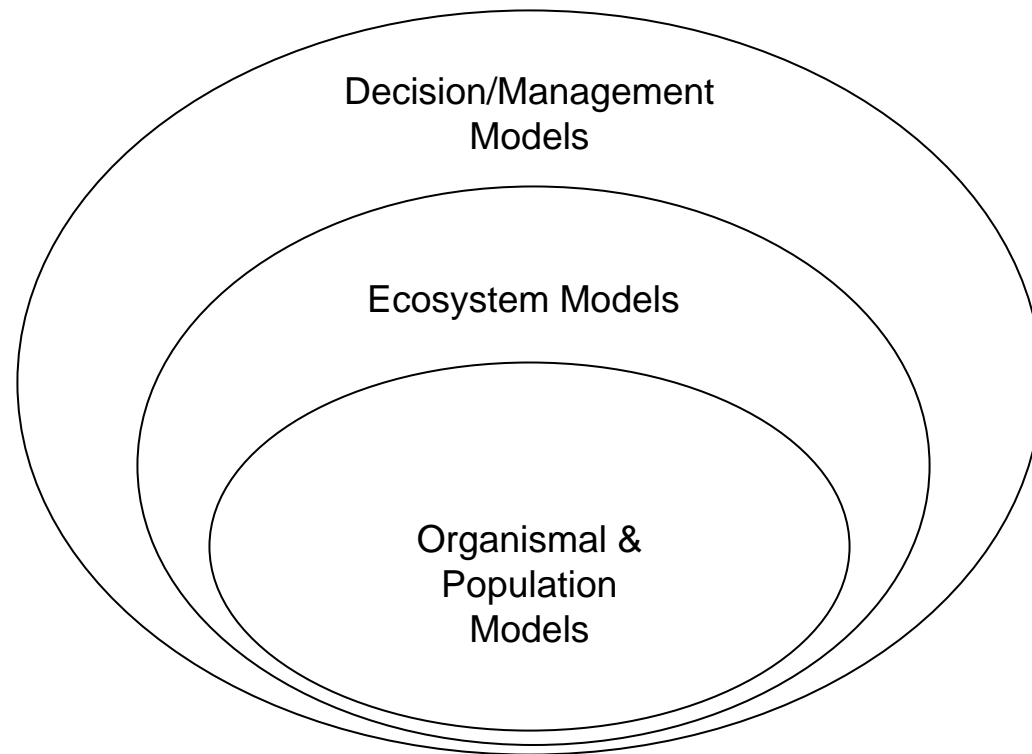 Decision/Management
Models
Ecosystem Models
Organismal &
Population
Models